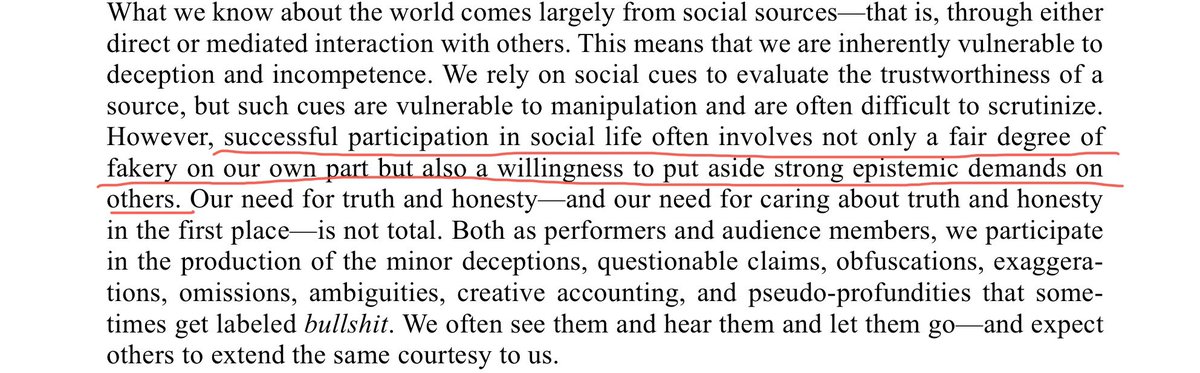 What we know about the world comes largely from social sources—that is, through either
direct or mediated interaction with others. This means that we are inherently vulnerable to
deception and incompetence. We rely on social cues to evaluate the trustworthiness of a
source, but such cues are vulnerable to manipulation and are often difficult to scrutinize.
However, successful participation in social life often involves not only a fair degree of
fakery on our own part but also a willingness to put aside strong epistemic demands on
others. Our need for truth and honesty—and our need for caring about truth and honesty
in the first place—is not total. Both as performers and audience members, we participate
in the production of the minor deceptions, questionable claims, obfuscations, exaggera-
tions, omissions, ambiguities, creative accounting, and pseudo-profundities that some-
times get labeled bullshit. We often see them and hear them and let them go—and expect
others to extend the same courtesy to us.